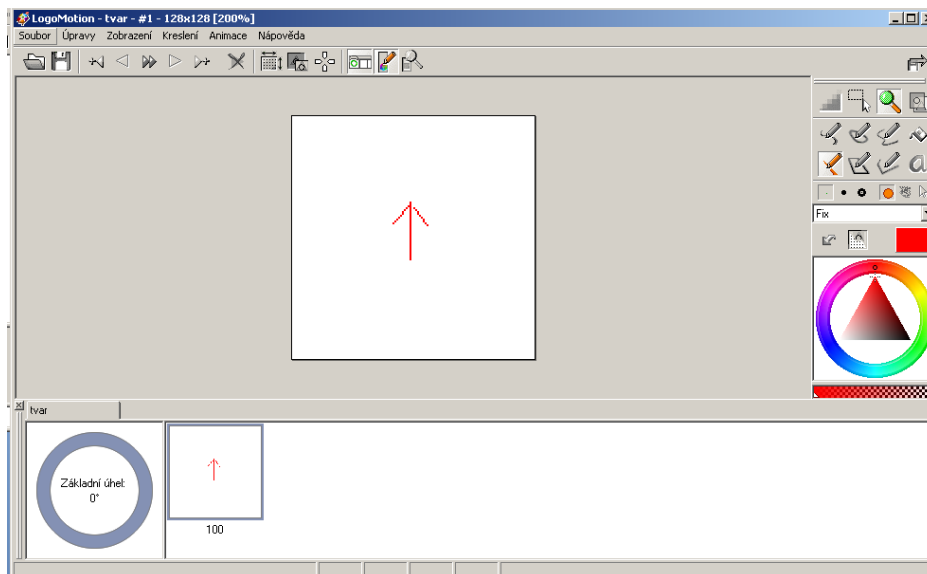 LogoMotion - tvar - #1 - 128x128 [200%]
Soubor Úpravy Zobrazení Kreslení Animace Nápověda
Fix
tvar
Základní úhel:
0°
100